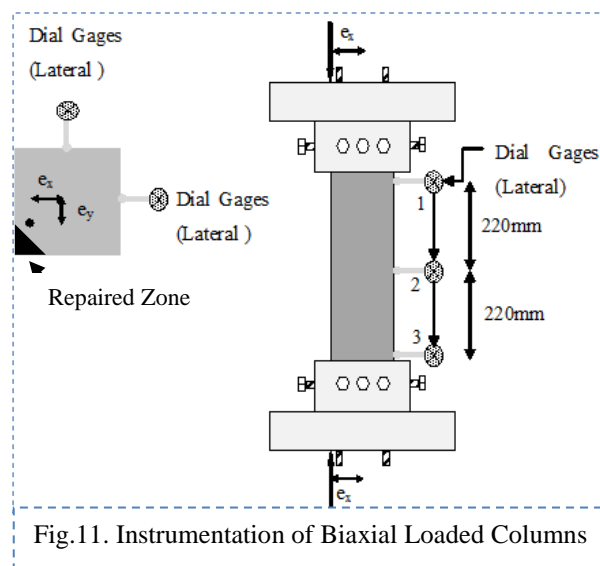 Dial Gages
(Lateral )
ex
ey
Dial Gages
(Lateral )
Repaired Zone
ex
Dial Gages
(Lateral)
1
220mm
2
220mm
3
ex
Fig.11. Instrumentation of Biaxial Loaded Columns